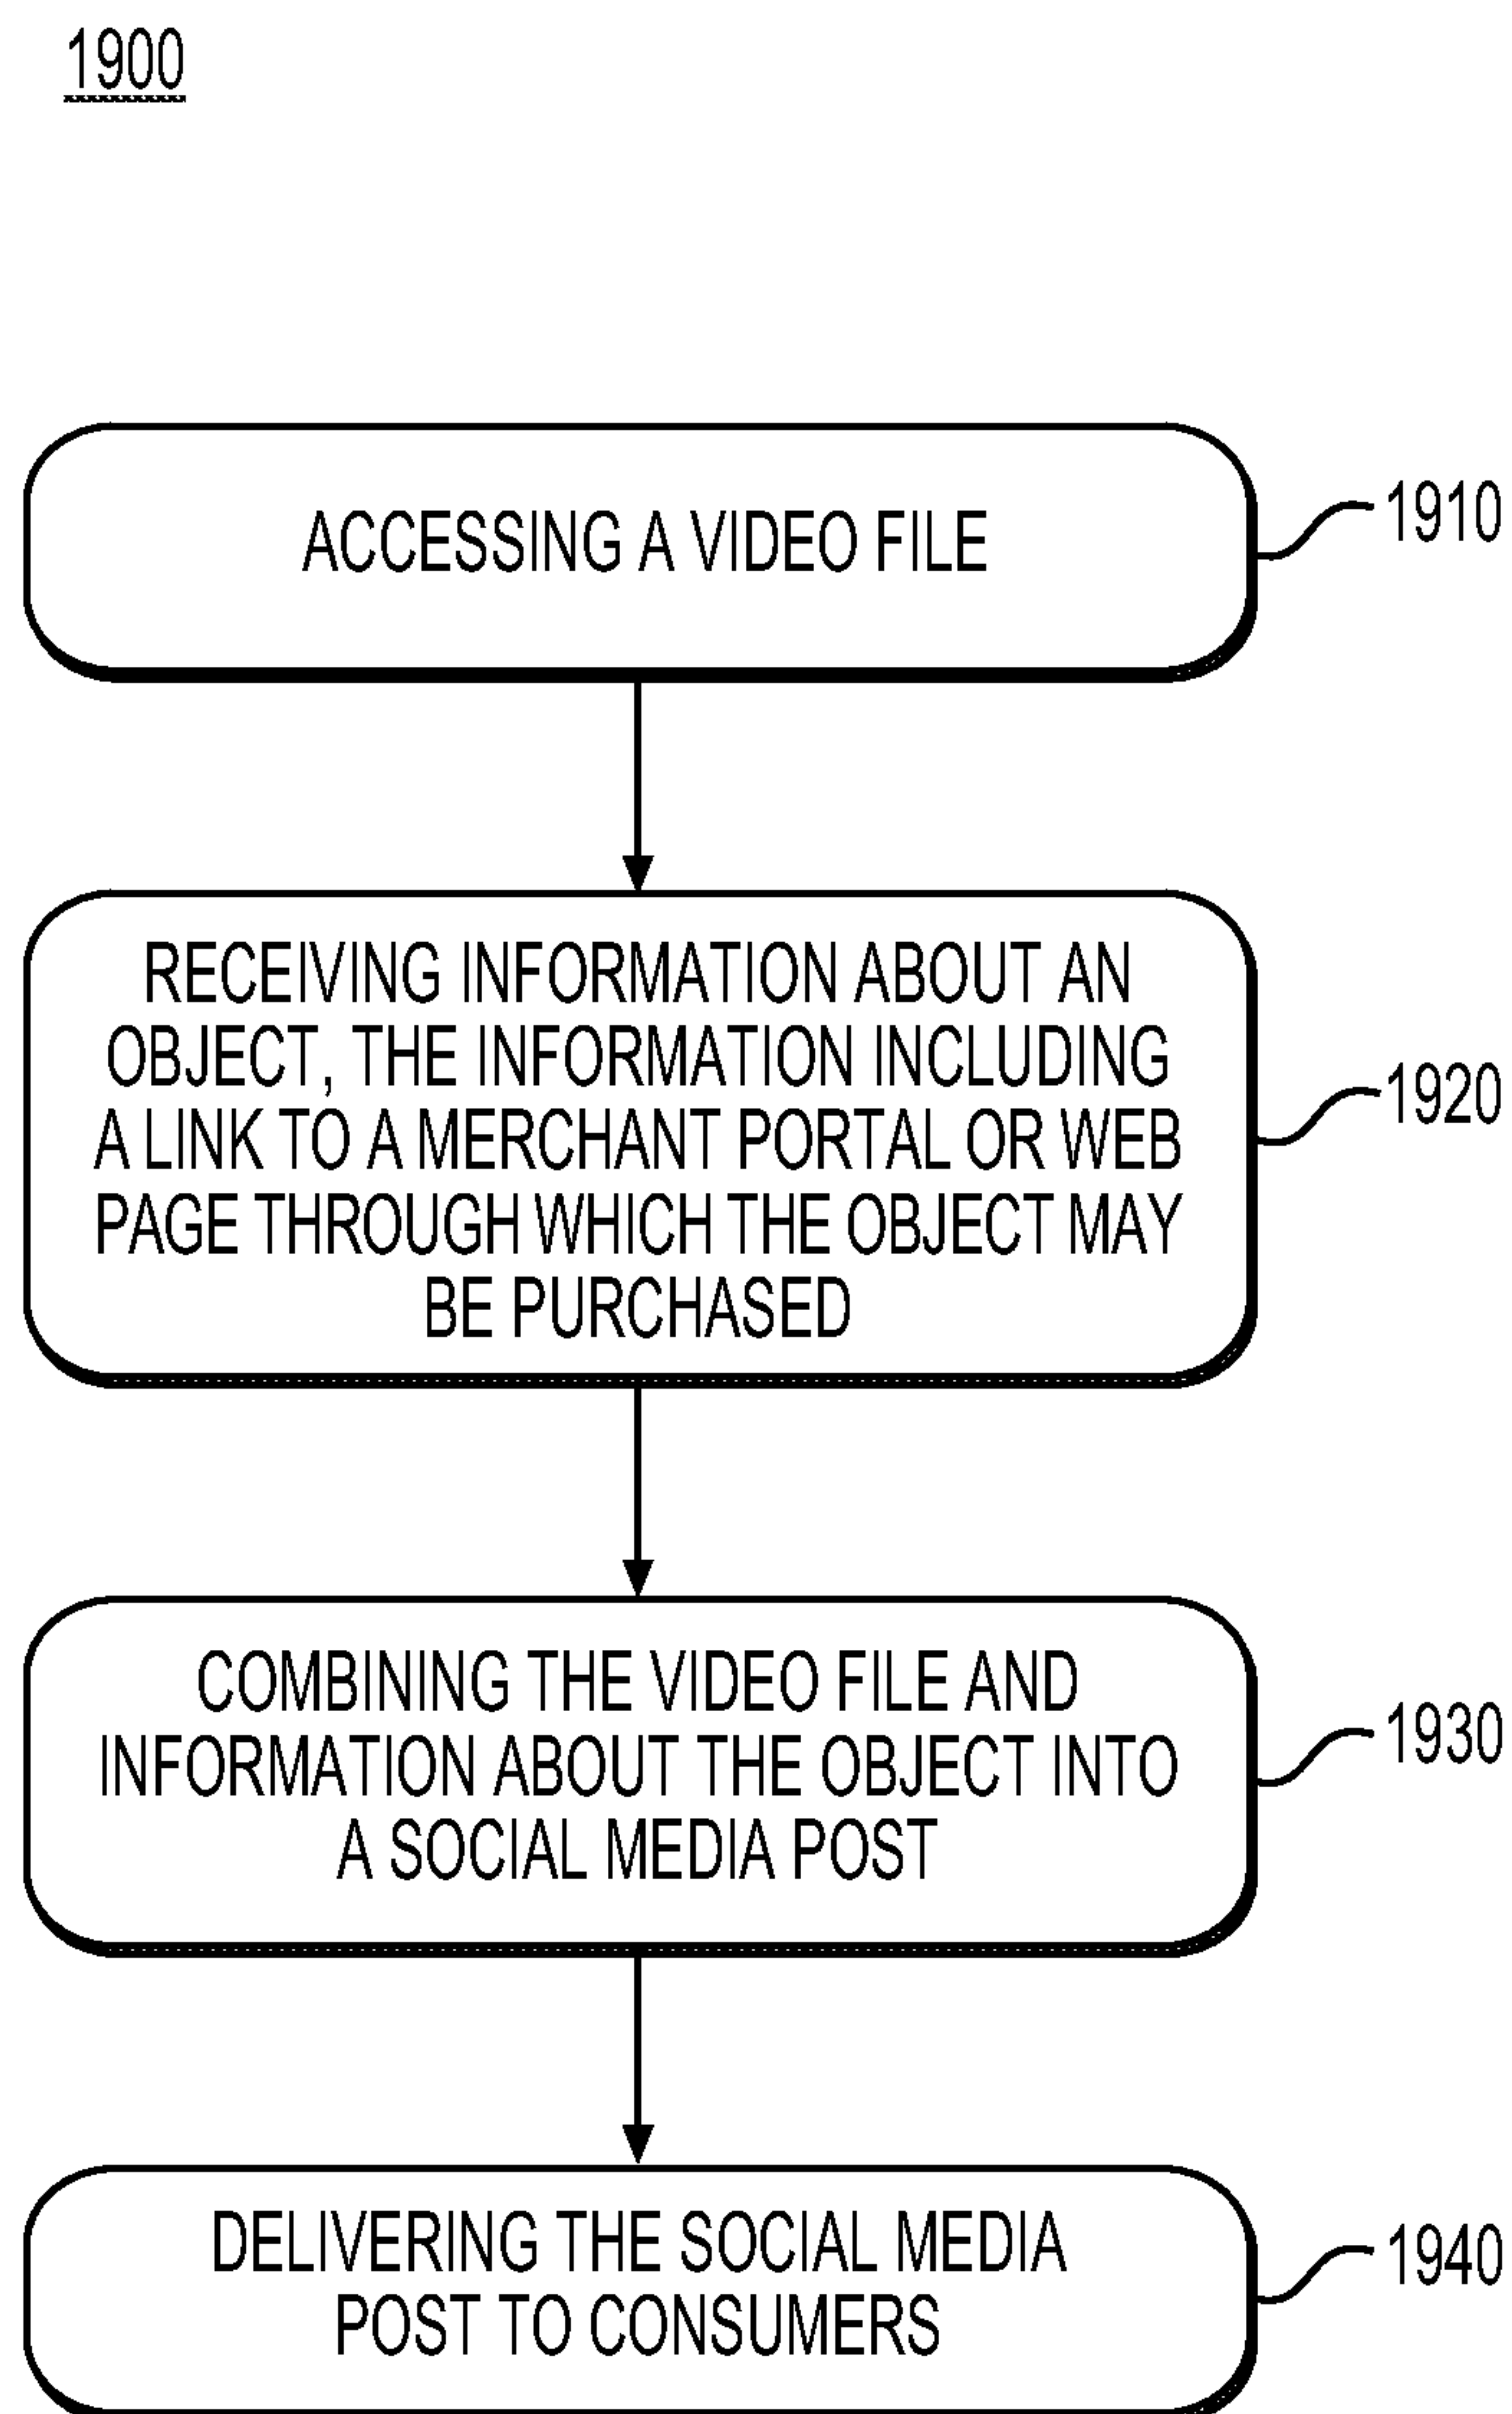 1900
ACCESSING A VIDEO FILE
1910
RECEIVING INFORMATION ABOUT AN
OBJECT, THE INFORMATION INCLUDING
A LINK TO A MERCHANT PORTAL OR WEB
PAGE THROUGH WHICH THE OBJECT MAY
BE PURCHASED
1920
COMBINING THE VIDEO FILE AND
INFORMATION ABOUT THE OBJECT INTO
A SOCIAL MEDIA POST
1930
DELIVERING THE SOCIAL MEDIA
POST TO CONSUMERS
1940